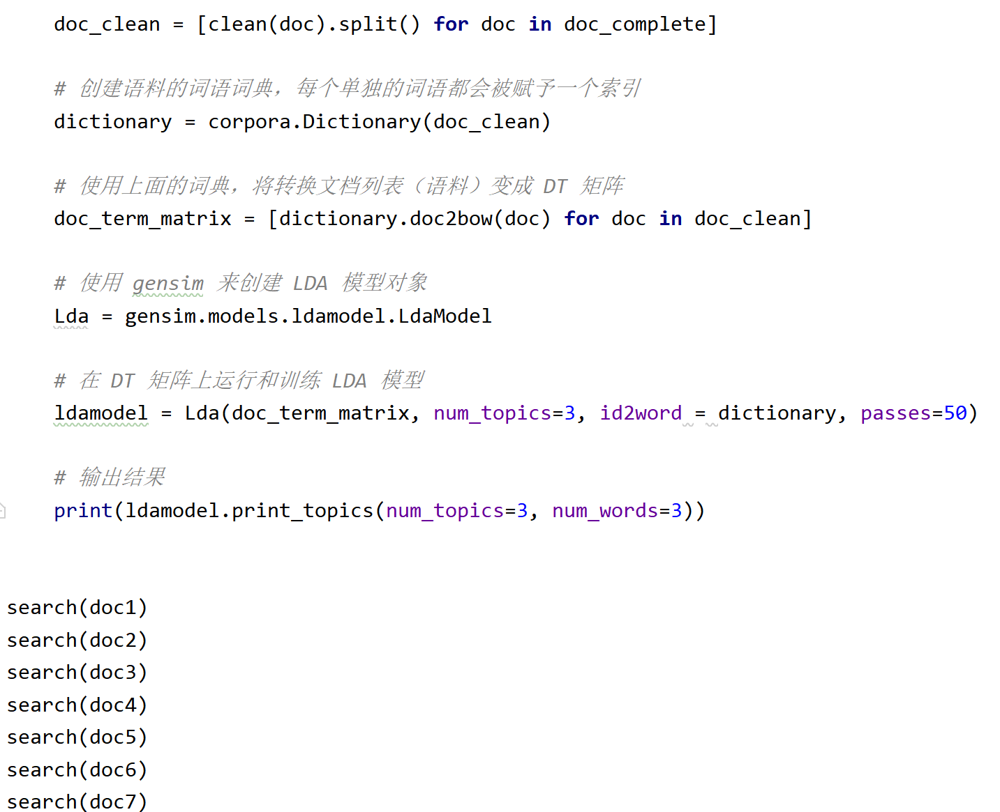 doc_clean = [clean(doc).split() for doc in doc_complete]
# 创建语料的词语词典，每个单独的词语都会被赋予一个索引
dictionary = corpora.Dictionary(doc_clean)
# 使用上面的词典，将转换文档列表（语料）变成 DT 矩阵
doc_term_matrix = [dictionary.doc2bow(doc) for doc in doc_clean]
# 使用 gensim 来创建 LDA 模型对象
Lda = gensim.models.ldamodel.LdaModel
# 在 DT 矩阵上运行和训练 LDA 模型
ldamodel = Lda(doc_term_matrix, num_topics=3, id2word = dictionary, passes=50)
# 输出结果
print(ldamodel.print_topics(num_topics=3, num_words=3))
search(doc1)
search(doc2)
search(doc3)
search(doc4)
search(doc5)
search(doc6)
search(doc7)